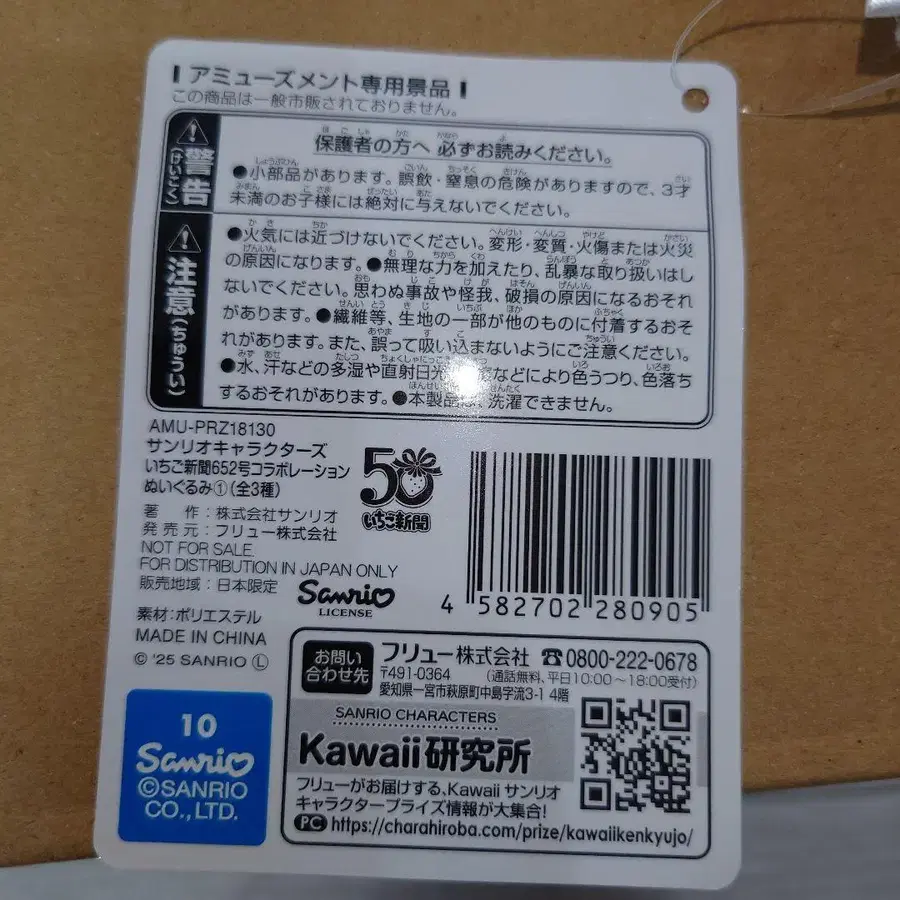 アミューズメント専用景品
この商品は一般市販されておりません。
警告(けいこく)
保護者の方へ 必ずお読みください。
●小部品があります。誤飲・窒息の危険がありますので、3才
未満のお子様には絶対に与えないでください。
注意(ちゅうい)
●火気には近づけないでください。変形・変質・火傷または火災
の原因になります。●無理な力を加えたり、乱暴な取り扱いはし
ないでください。思わぬ事故や怪我、破損の原因になるおそれ
があります。●繊維等、生地の一部が他のものに付着するおそ
れがあります。また、誤って吸い込まないようにご注意ください。
●水、汗などの多湿や直射日光 などにより色うつり、色落ち
するおそれがあります。●本製品は、洗濯できません。
AMU-PRZ18130
サンリオキャラクターズ
いちご新聞652号コラボレーション
ぬいぐるみ①(全3種)
50
いちご新聞
著 作:株式会社サンリオ
発売元:フリュー株式会社
NOT FOR SALE.
FOR DISTRIBUTION IN JAPAN ONLY
販売地域:日本限定
Sanrio
LICENSE
4 582702 280905
素材:ポリエステル
MADE IN CHINA
© '25 SANRIO Ⓛ
お問い
合わせ先
フリュー株式会社 ☎0800-222-0678
〒491-0364 (通話無料、平日10:00〜18:00受付)
愛知県一宮市萩原町中島字流3-1 4階
SANRIO CHARACTERS
Kawaii研究所
フリューがお届けする、Kawaii サンリオ
キャラクタープライズ情報が大集合!
PC https://charahiroba.com/prize/kawaiikenkyujo/
10
Sanrio
©SANRIO
CO., LTD.